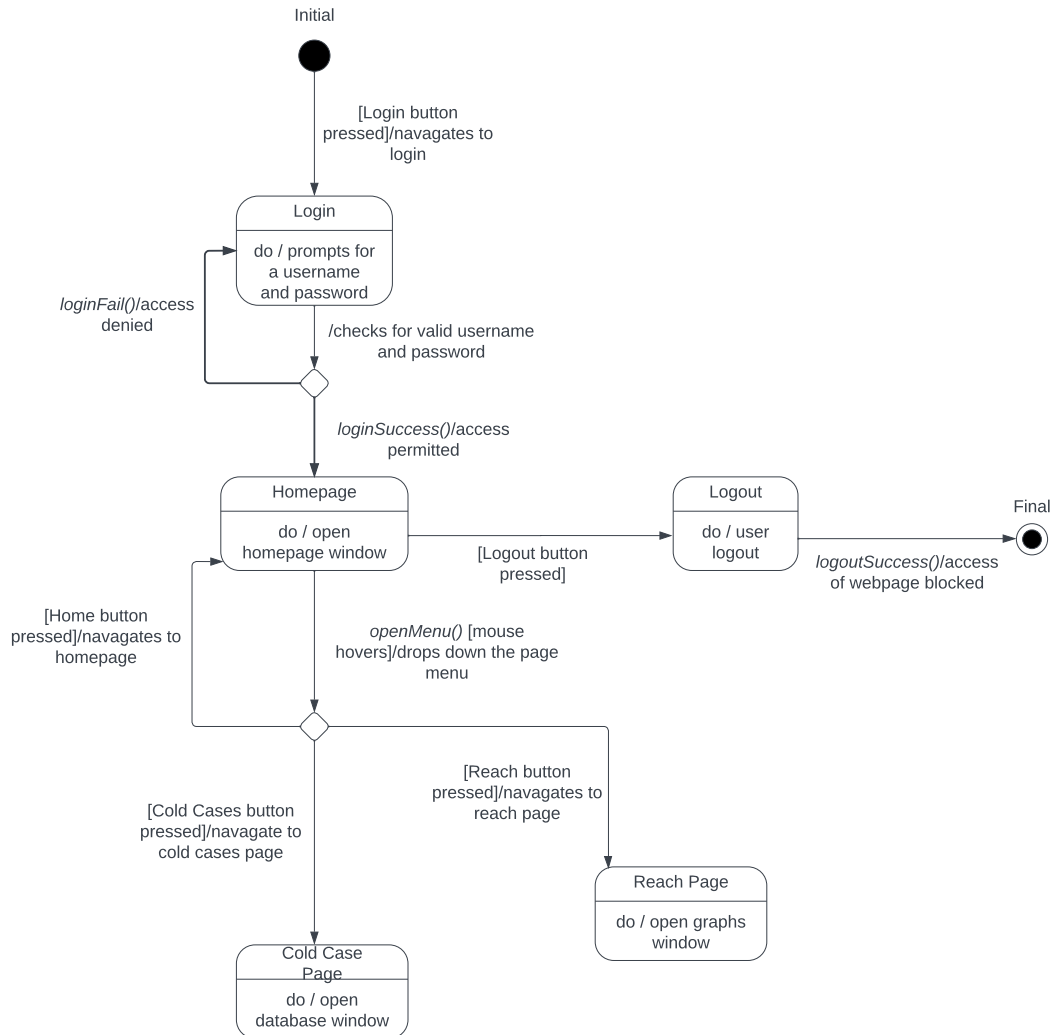 Initial
[Login button
pressed]/navagates to
login
Login
do / prompts for
a username
and password
loginFail()/access
denied
/checks for valid username
and password
loginSuccess()/access
permitted
Homepage
do / open
homepage window
Logout
do / user
logout
Final
[Logout button
pressed]
logoutSuccess()/access
of webpage blocked
[Home button
pressed]/navagates to
homepage
openMenu() [mouse
hovers]/drops down the page
menu
[Reach button
pressed]/navagates to
reach page
[Cold Cases button
pressed]/navagate to
cold cases page
Reach Page
do / open graphs
window
Cold Case
Page
do / open
database window